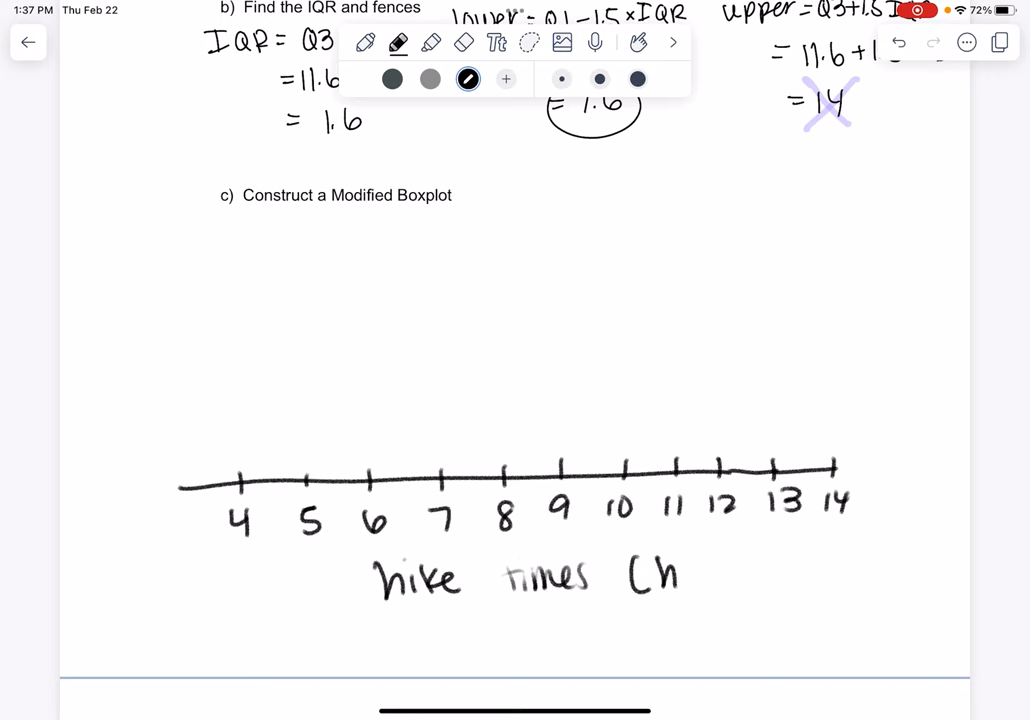 1:37 PM Thu Feb 22 72%
b) Find the IQR and fences
lower = Q1 - 1.5 × IQR
upper = Q3 + 1.5
IQR = Q3
= 11.6
= 1.6
= 11.6 + 1
= 14
Tt
c) Construct a Modified Boxplot
4 5 6 7 8 9 10 11 12 13 14
hike times (h